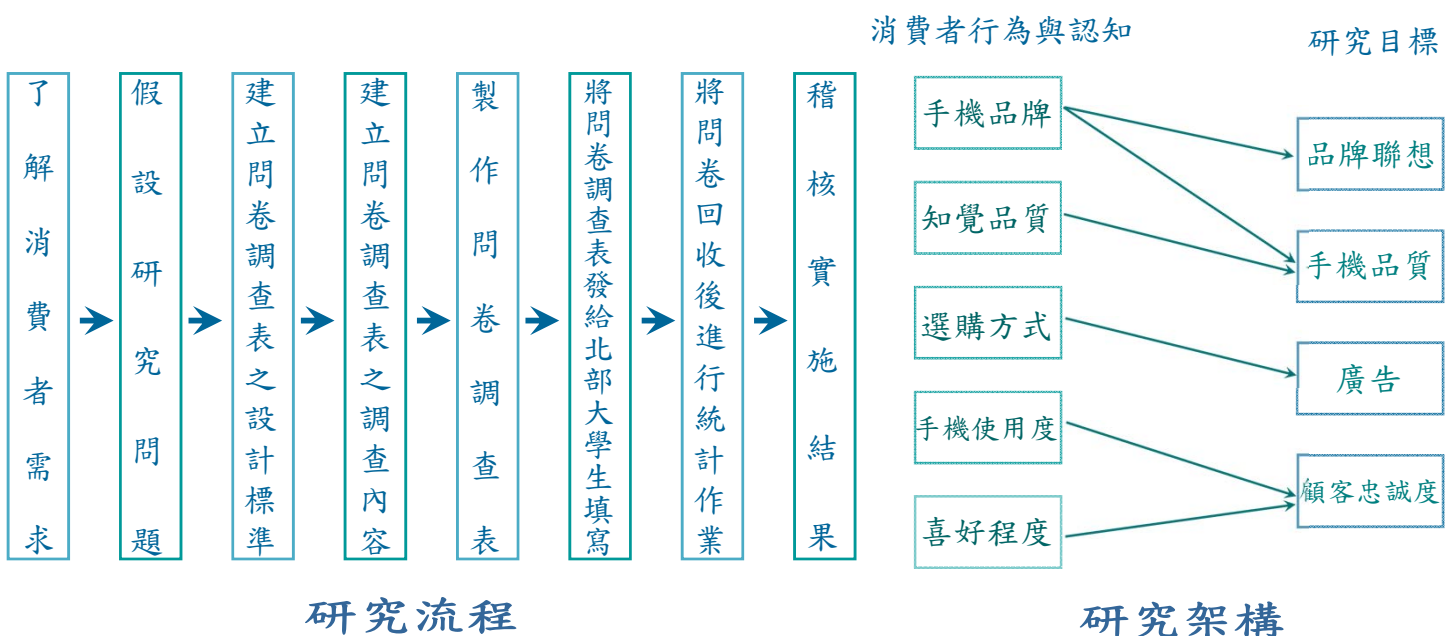 了解消費者需求
假設研究問題
建立問卷調查表之設計標準
建立問卷調查表之調查內容
製作問卷調查表
將問卷調查表發給北部大學生填寫
將問卷回收後進行統計作業
稽核實施結果
研究流程
消費者行為與認知
手機品牌
知覺品質
選購方式
手機使用度
喜好程度
研究目標
品牌聯想
手機品質
廣告
顧客忠誠度
研究架構